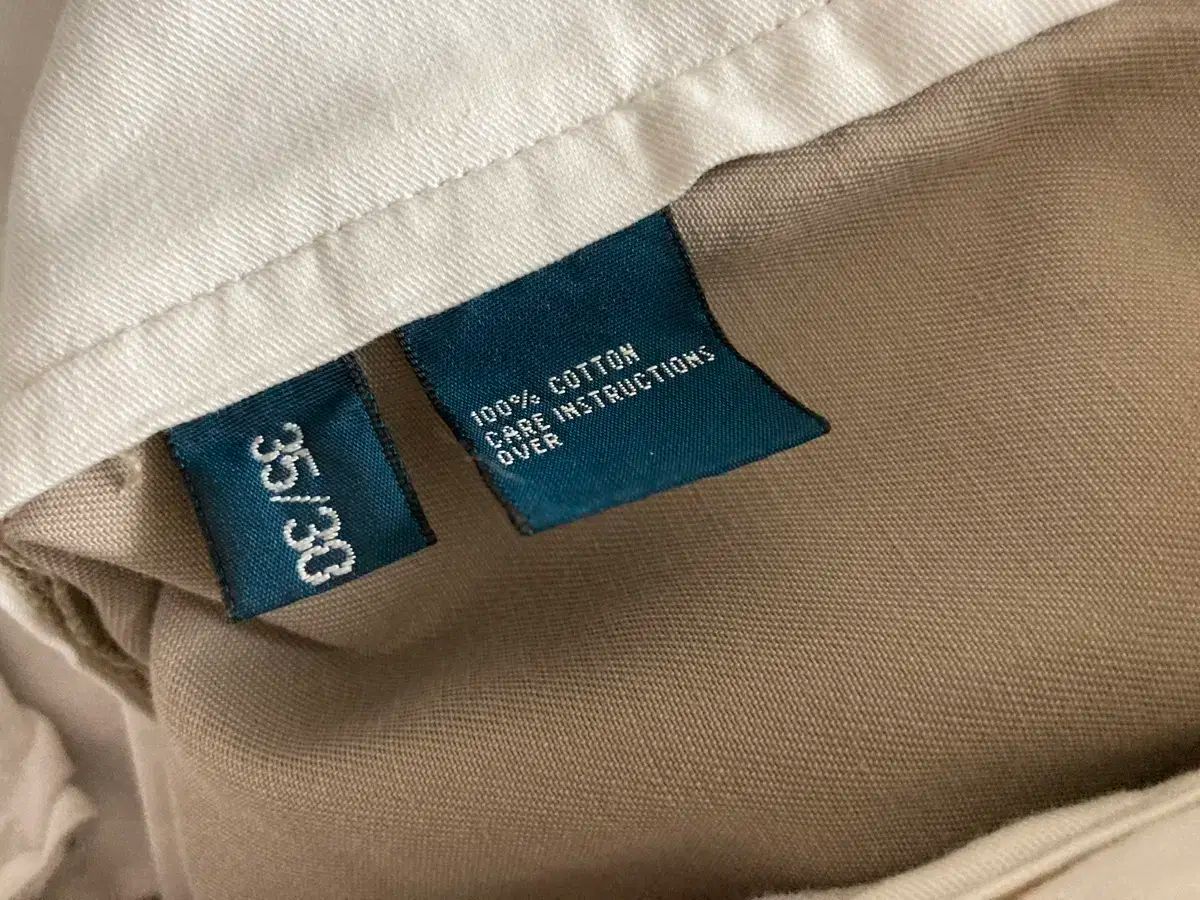 35/30
100% COTTON
CARE INSTRUCTIONS
OVER